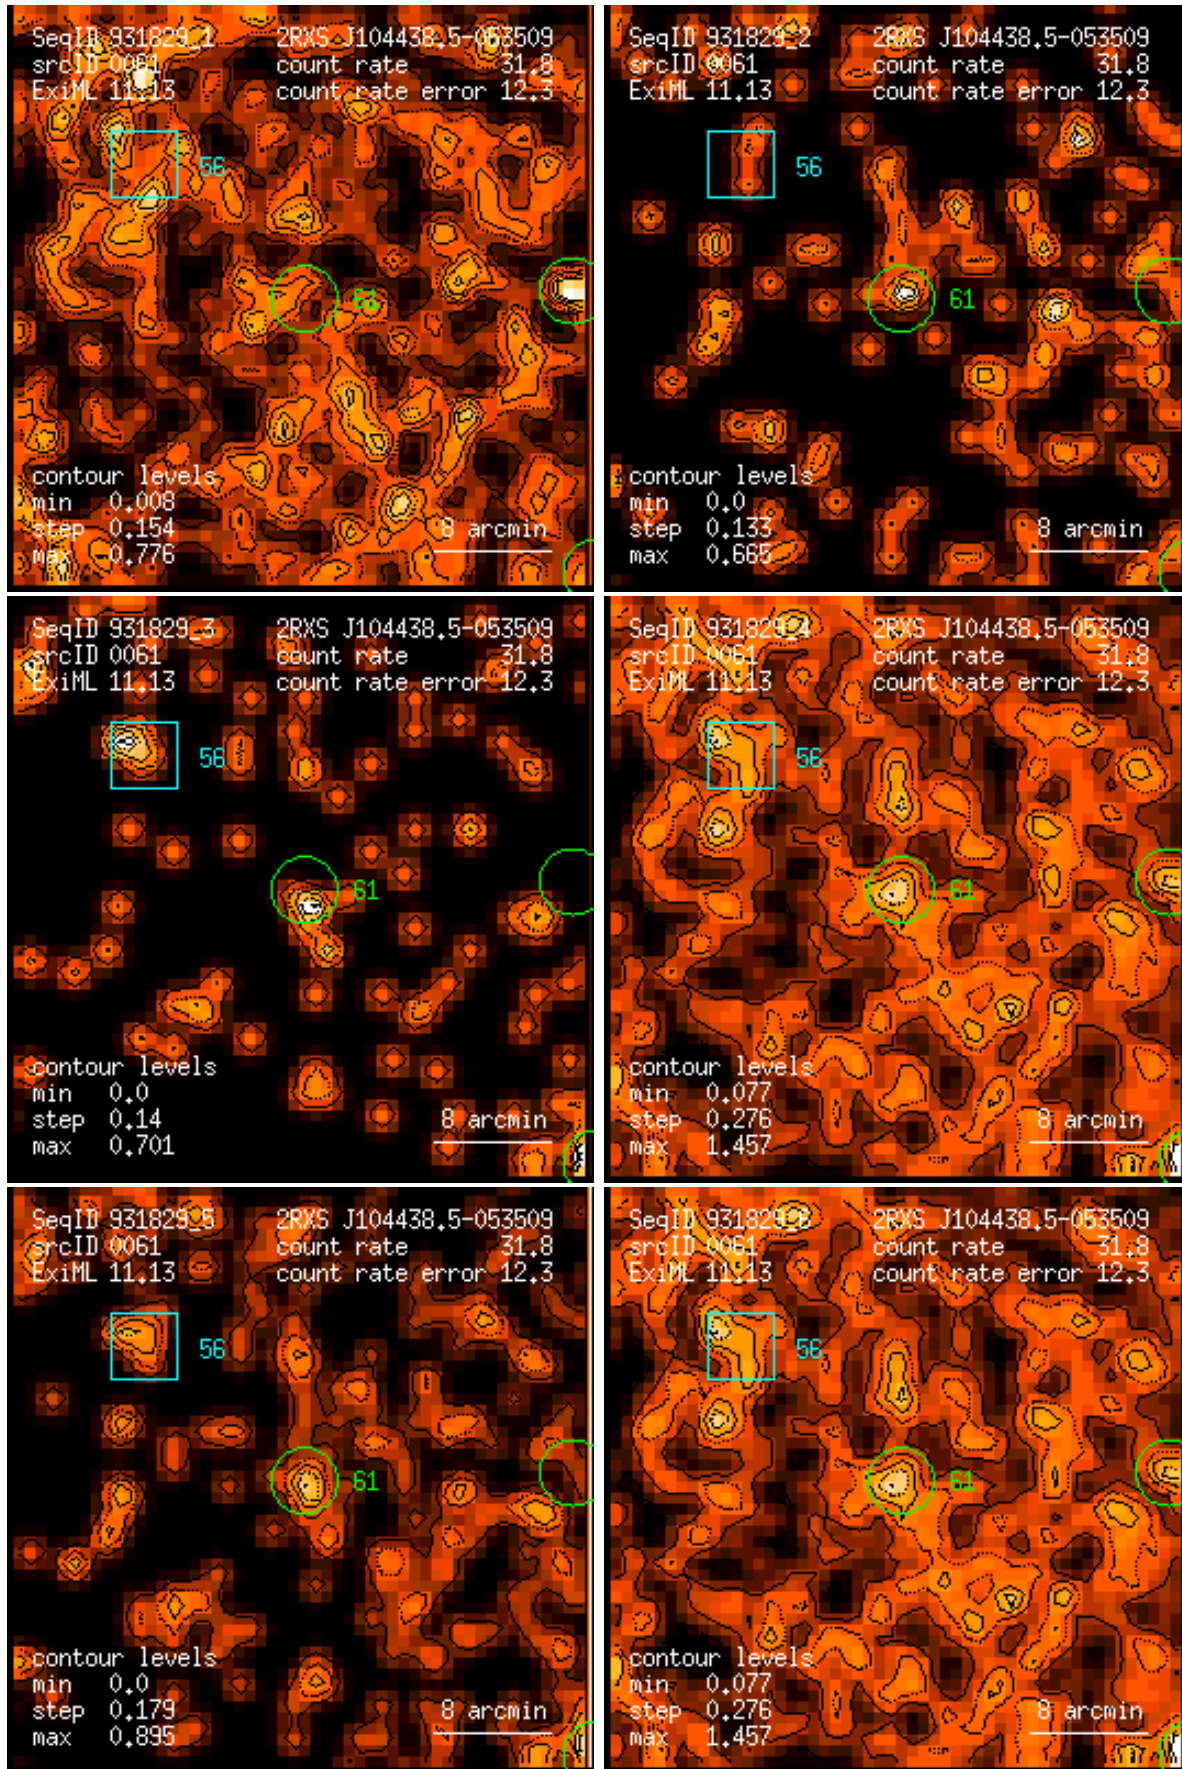 SeqID 931829_1 2RXS J104438.5-053509
srcID 0061 count rate 31.8
ExiML 11.13 count rate error 12.3
56
61
contour levels
min 0.008
step 0.154 8 arcmin
max 0.776
SeqID 931829_2 2RXS J104438.5-053509
srcID 0061 count rate 31.8
ExiML 11.13 count rate error 12.3
56
61
contour levels
min 0.0
step 0.133 8 arcmin
max 0.665
SeqID 931829_3 2RXS J104438.5-053509
srcID 0061 count rate 31.8
ExiML 11.13 count rate error 12.3
56
61
contour levels
min 0.0
step 0.14 8 arcmin
max 0.701
SeqID 931829_4 2RXS J104438.5-053509
srcID 0061 count rate 31.8
ExiML 11.13 count rate error 12.3
56
61
contour levels
min 0.077
step 0.276 8 arcmin
max 1.457
SeqID 931829_5 2RXS J104438.5-053509
srcID 0061 count rate 31.8
ExiML 11.13 count rate error 12.3
56
61
contour levels
min 0.0
step 0.179 8 arcmin
max 0.895
SeqID 931829_6 2RXS J104438.5-053509
srcID 0061 count rate 31.8
ExiML 11.13 count rate error 12.3
56
61
contour levels
min 0.077
step 0.276 8 arcmin
max 1.457